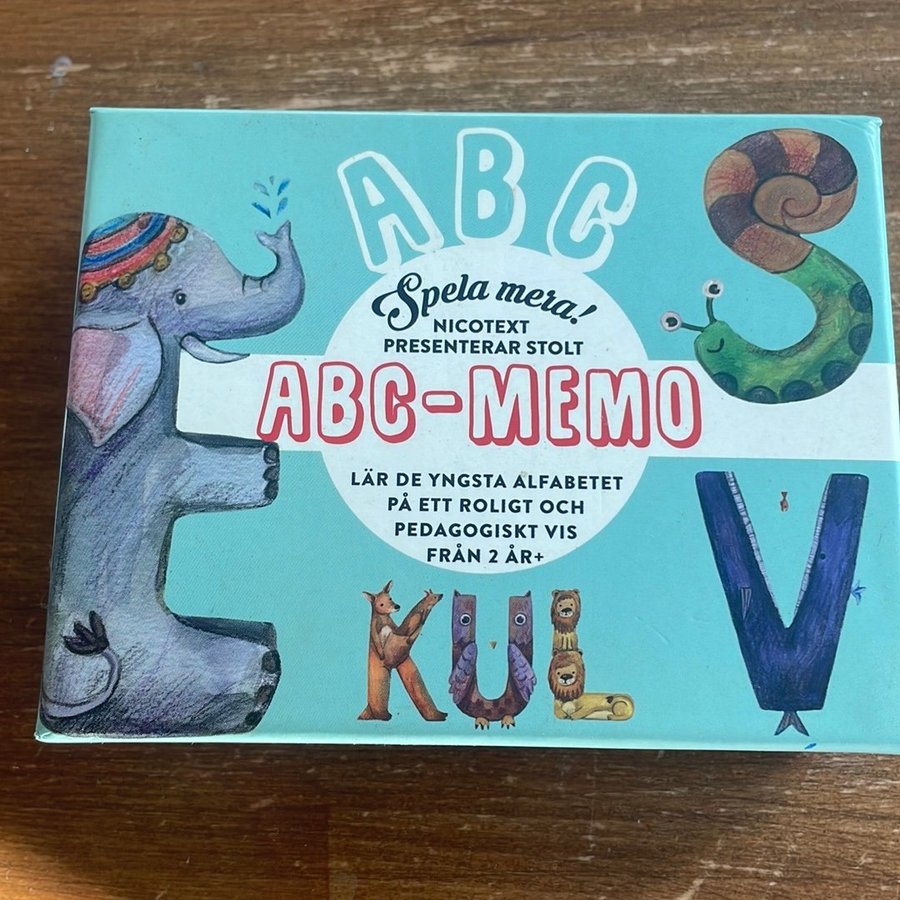 ABC
Spela mera!
NICOTEXT
PRESENTERAR STOLT
ABC-MEMO
LÄR DE YNGSTA ALFABETET
PÅ ETT ROLIGT OCH
PEDAGOGISKT VIS
FRÅN 2 ÅR+
E
S
V
KUL